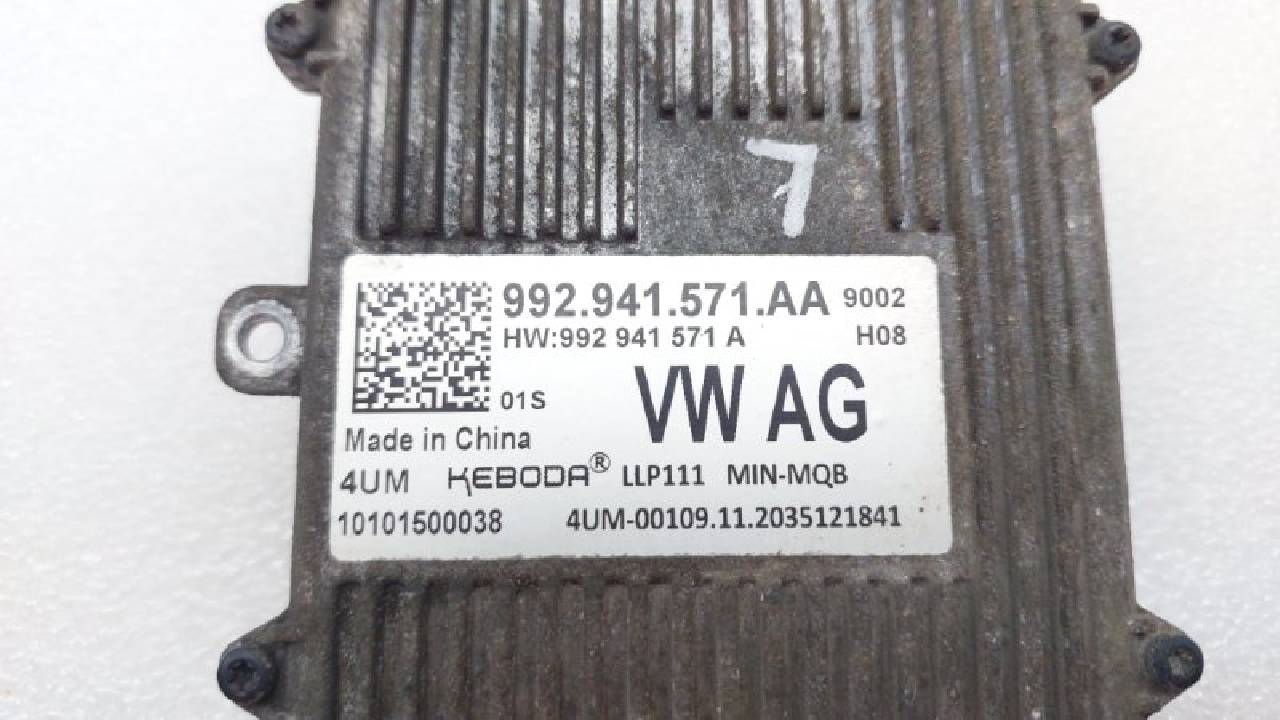 7
992.941.571.AA 9002
HW:992 941 571 A H08
01S VW AG
Made in China
4UM KEBODA® LLP111 MIN-MQB
10101500038 4UM-00109.11.2035121841